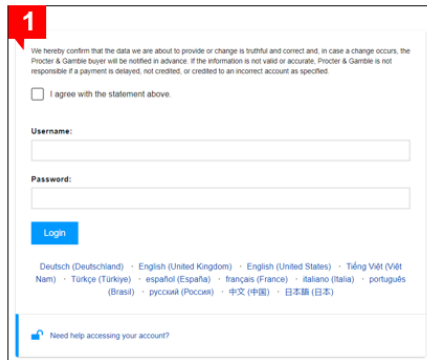 1
We hereby confirm that the data we are about to provide or change is truthful and correct and, in case a change occurs, the
Procter & Gamble buyer will be notified in advance. If the information is not valid or accurate, Procter & Gamble is not
responsible if a payment is delayed, not credited, or credited to an incorrect account as specified.
I agree with the statement above.
Username:
Password:
Login
Deutsch (Deutschland) · English (United Kingdom) · English (United States) · Tiếng Việt (Việt
Nam) · Türkçe (Türkiye) · español (España) · français (France) · italiano (Italia) · português
(Brasil) · русский (Россия) · 中文 (中国) · 日本語 (日本)
Need help accessing your account?